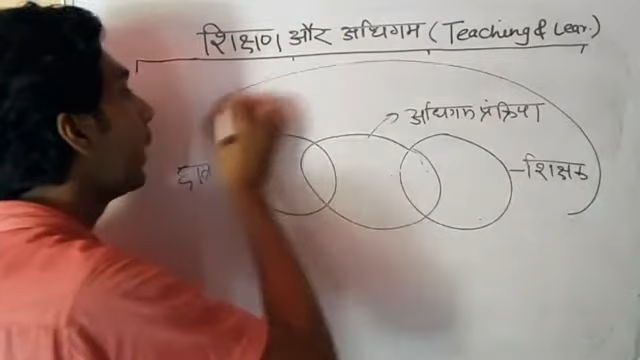 शिक्षण और अधिगम (Teaching & Lear.)
अधिगम प्रक्रिया
शिक्षक